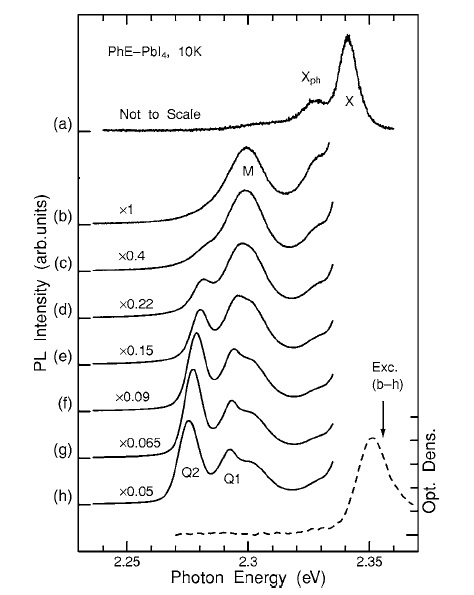 PhE−PbI4, 10K
Xph
X
Not to Scale
(a)
M
×1
(b)
×0.4
(c)
×0.22
(d)
×0.15
(e)
Exc.
(b−h)
×0.09
(f)
×0.065
(g)
×0.05
(h)
Q2
Q1
PL Intensity (arb.units)
Opt. Dens.
2.25
2.3
2.35
Photon Energy (eV)